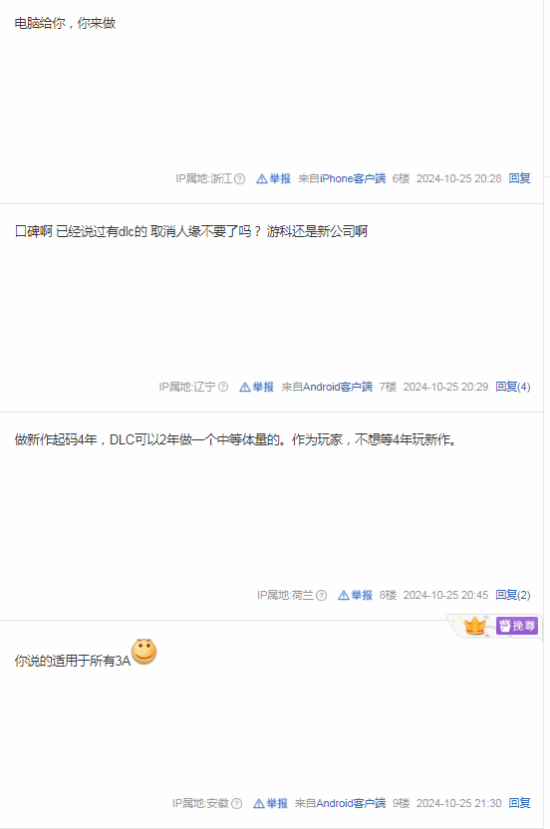 电脑给你，你来做
IP属地:浙江 举报 来自iPhone客户端 6楼 2024-10-25 20:28 回复
口碑啊 已经说过有dlc的 取消人缘不要了吗？ 游科还是新公司啊
IP属地:辽宁 举报 来自Android客户端 7楼 2024-10-25 20:29 回复(4)
做新作起码4年，DLC可以2年做一个中等体量的。作为玩家，不想等4年玩新作。
IP属地:荷兰 举报 8楼 2024-10-25 20:45 回复(2)
挽尊
你说的适用于所有3A
IP属地:安徽 举报 来自Android客户端 9楼 2024-10-25 21:30 回复